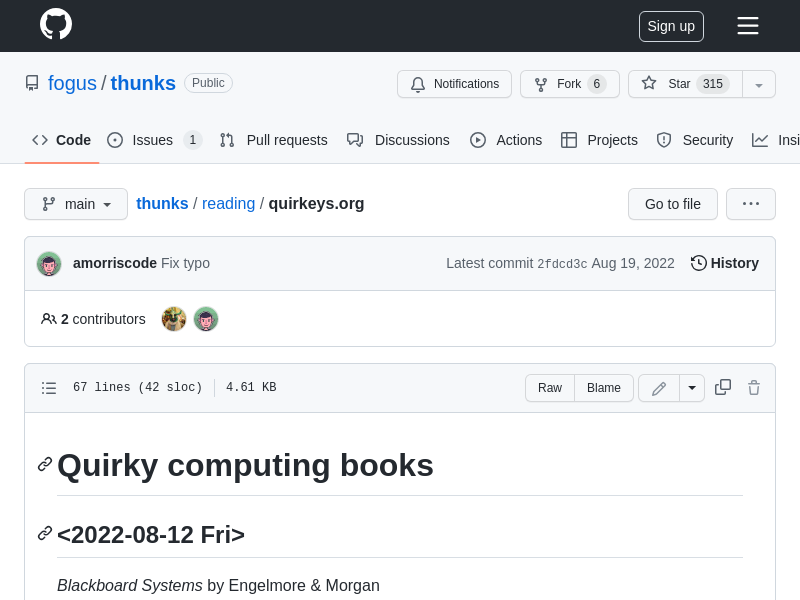 Sign up
fogus / thunks Public
Notifications Fork 6 Star 315
Code Issues 1 Pull requests Discussions Actions Projects Security Insi
main thunks / reading / quirkeys.org Go to file
amorriscode Fix typo Latest commit 2fdcd3c Aug 19, 2022 History
2 contributors
67 lines (42 sloc) 4.61 KB Raw Blame
Quirky computing books
<2022-08-12 Fri>
Blackboard Systems by Engelmore & Morgan